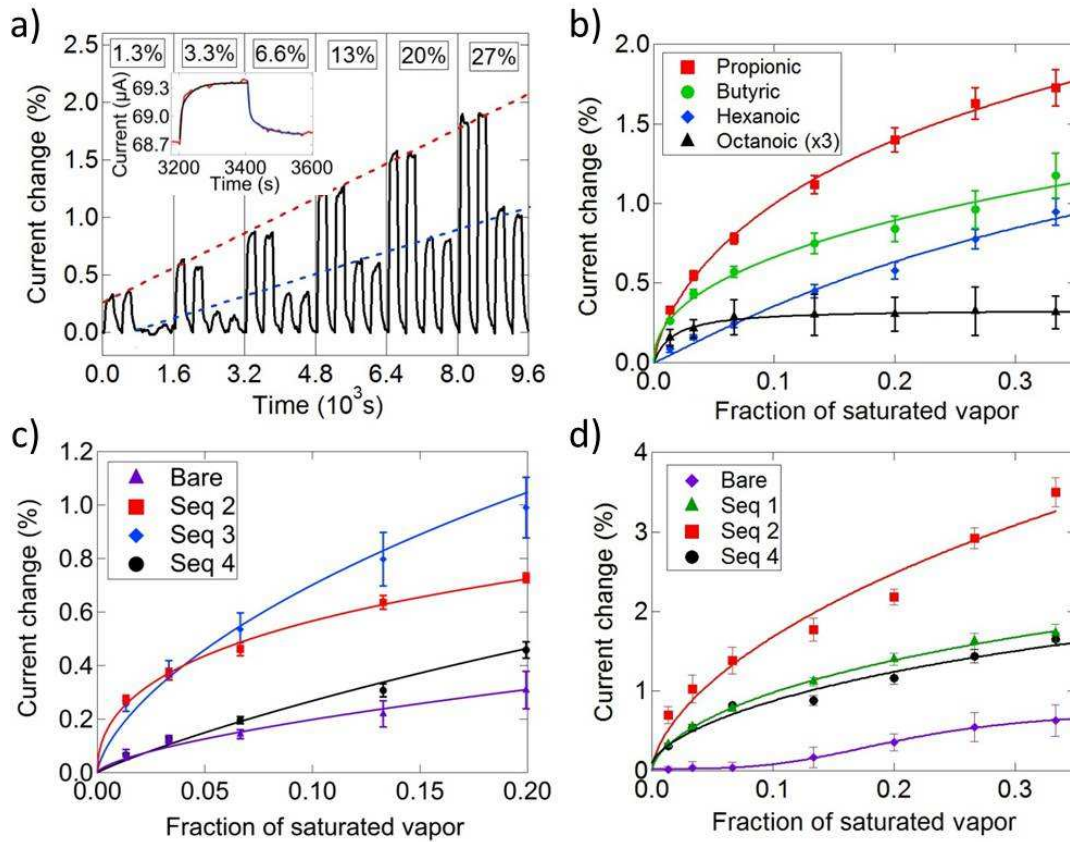 a)
1.3% 3.3% 6.6% 13% 20% 27%
Current change (%)
2.5
2.0
1.5
1.0
0.5
0.0
Current (µA)
69.3
69.0
68.7
3200 3400 3600
Time (s)
0.0 1.6 3.2 4.8 6.4 8.0 9.6
Time (10³s)
b)
Current change (%)
2.0
1.5
1.0
0.5
0.0
Propionic
Butyric
Hexanoic
Octanoic (x3)
0.0 0.1 0.2 0.3
Fraction of saturated vapor
c)
Current change (%)
1.2
1.0
0.8
0.6
0.4
0.2
0.0
Bare
Seq 2
Seq 3
Seq 4
0.00 0.05 0.10 0.15 0.20
Fraction of saturated vapor
d)
Current change (%)
4
3
2
1
0
Bare
Seq 1
Seq 2
Seq 4
0.0 0.1 0.2 0.3
Fraction of saturated vapor